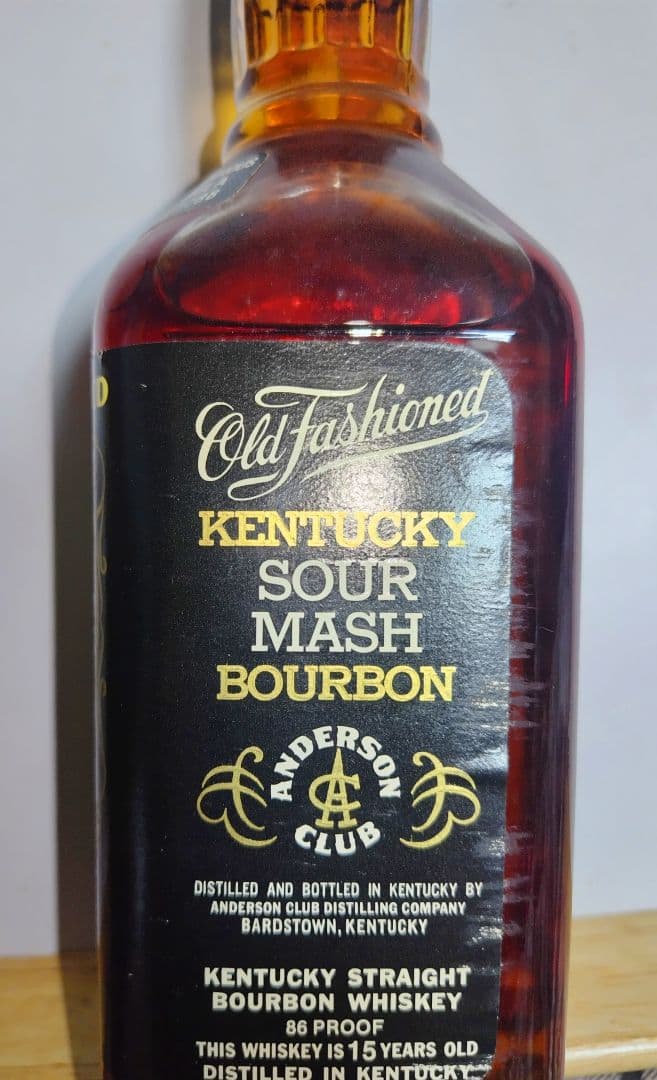 Old Fashioned
KENTUCKY
SOUR
MASH
BOURBON
ANDERSON
AC
CLUB
DISTILLED AND BOTTLED IN KENTUCKY BY
ANDERSON CLUB DISTILLING COMPANY
BARDSTOWN, KENTUCKY
KENTUCKY STRAIGHT
BOURBON WHISKEY
86 PROOF
THIS WHISKEY IS 15 YEARS OLD
DISTILLED IN KENTUCKY